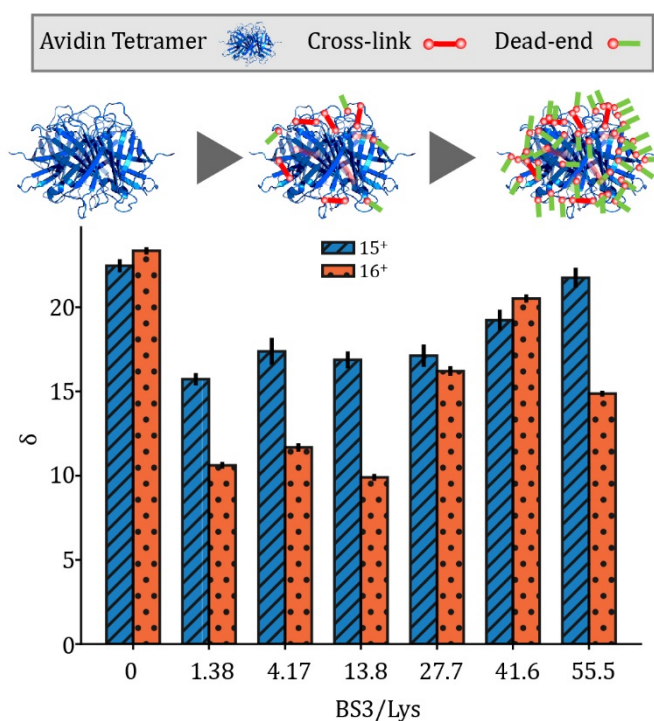 Avidin Tetramer Cross-link Dead-end
15⁺
16⁺
20
15
10
5
0
δ
0 1.38 4.17 13.8 27.7 41.6 55.5
BS3/Lys